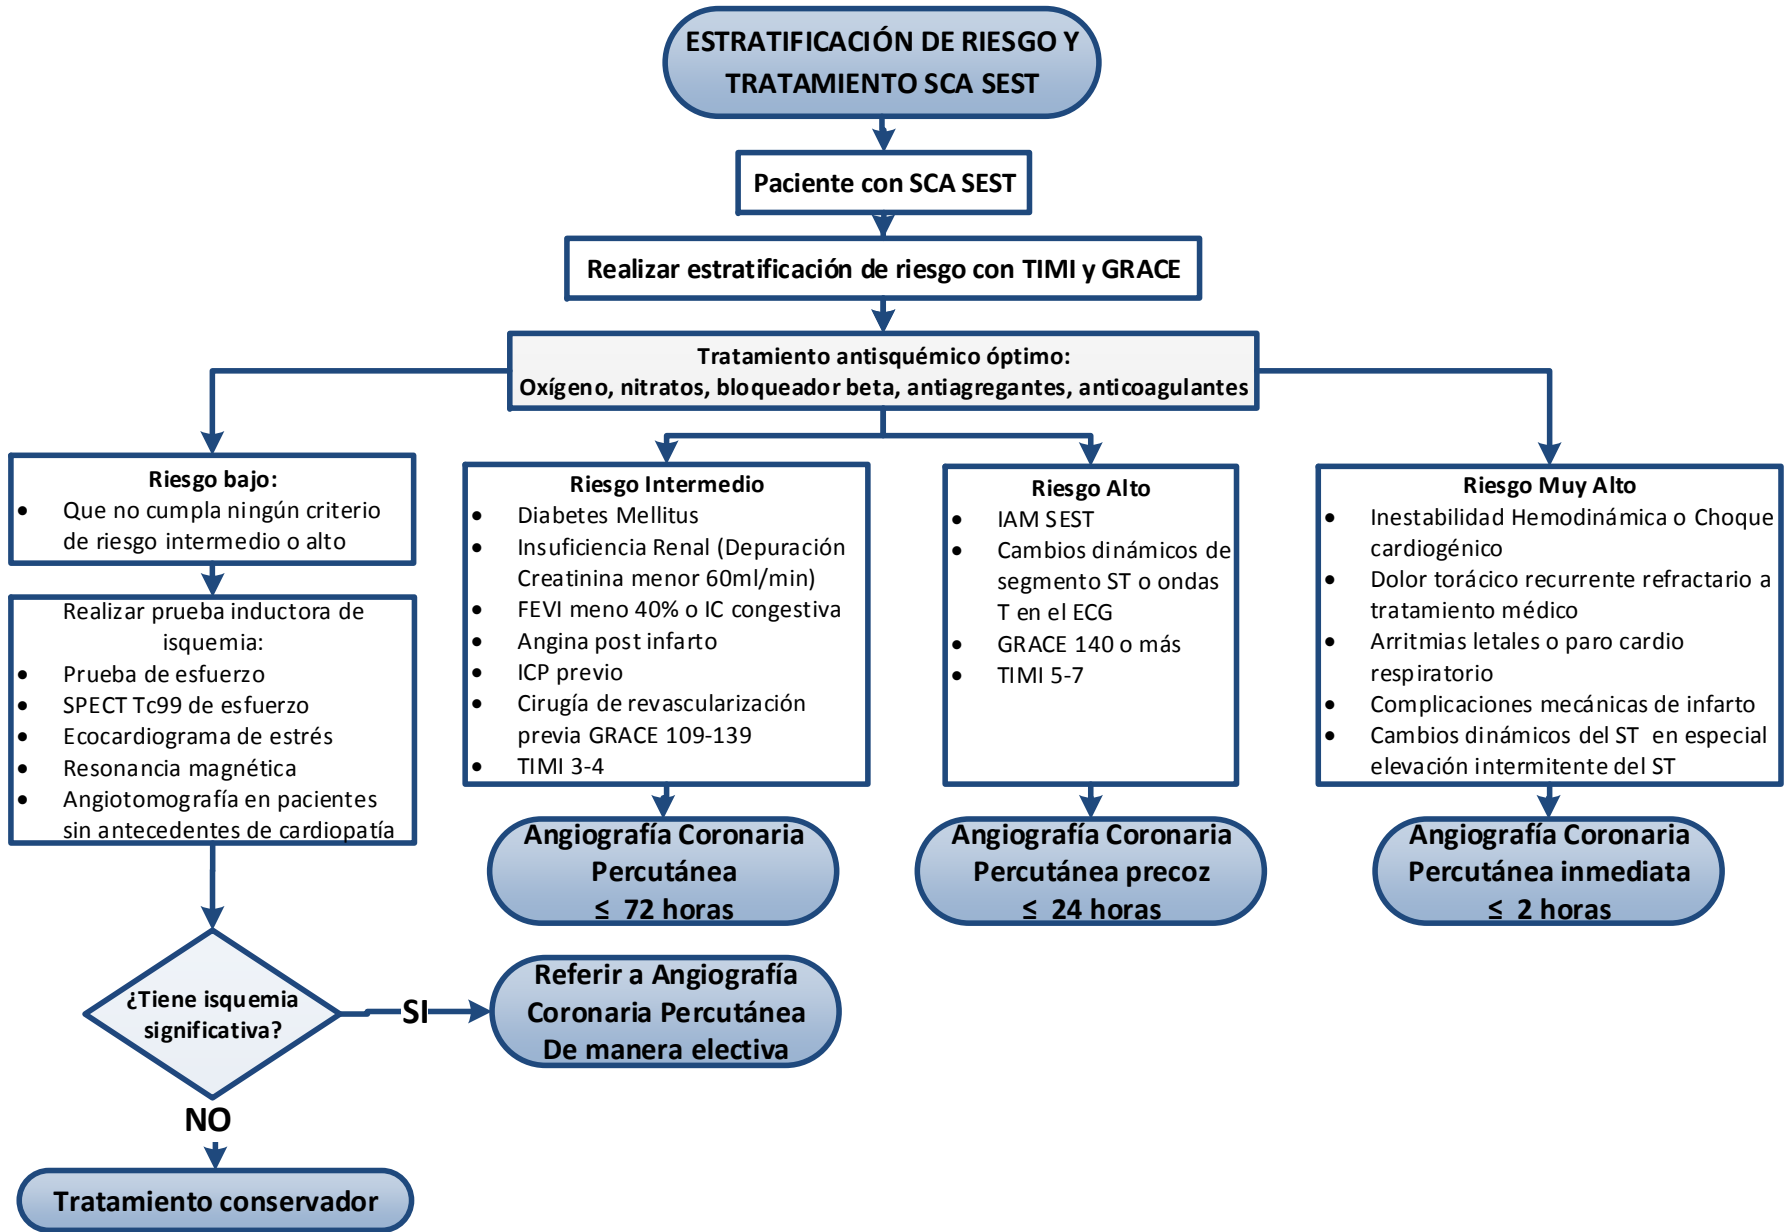 ESTRATIFICACIÓN DE RIESGO Y
TRATAMIENTO SCA SEST
Paciente con SCA SEST
Realizar estratificación de riesgo con TIMI y GRACE
Tratamiento antisquémico óptimo:
Oxígeno, nitratos, bloqueador beta, antiagregantes, anticoagulantes
Riesgo bajo:
• Que no cumpla ningún criterio
de riesgo intermedio o alto
Realizar prueba inductora de
isquemia:
• Prueba de esfuerzo
• SPECT Tc99 de esfuerzo
• Ecocardiograma de estrés
• Resonancia magnética
• Angiotomografía en pacientes
sin antecedentes de cardiopatía
Riesgo Intermedio
• Diabetes Mellitus
• Insuficiencia Renal (Depuración
Creatinina menor 60ml/min)
• FEVI meno 40% o IC congestiva
• Angina post infarto
• ICP previo
• Cirugía de revascularización
previa GRACE 109-139
• TIMI 3-4
Riesgo Alto
• IAM SEST
• Cambios dinámicos de
segmento ST o ondas
T en el ECG
• GRACE 140 o más
• TIMI 5-7
Riesgo Muy Alto
• Inestabilidad Hemodinámica o Choque
cardiogénico
• Dolor torácico recurrente refractario a
tratamiento médico
• Arritmias letales o paro cardio
respiratorio
• Complicaciones mecánicas de infarto
• Cambios dinámicos del ST en especial
elevación intermitente del ST
Angiografía Coronaria
Percutánea
≤ 72 horas
Angiografía Coronaria
Percutánea precoz
≤ 24 horas
Angiografía Coronaria
Percutánea inmediata
≤ 2 horas
¿Tiene isquemia
significativa?
SI
Referir a Angiografía
Coronaria Percutánea
De manera electiva
NO
Tratamiento conservador